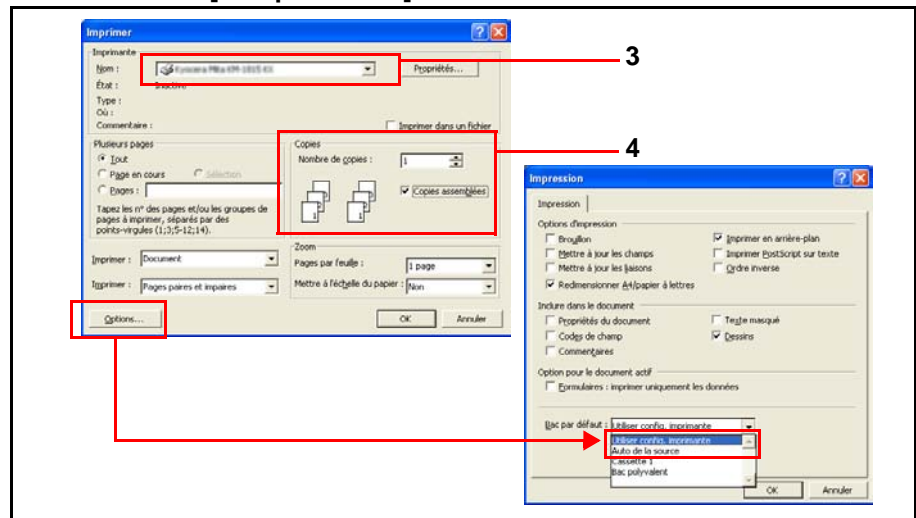 Imprimer
Imprimante
Nom :
Kyocera Mita KM-1815 KX
Propriétés...
3
État :
Inactive
Type :
Où :
Commentaire :
Imprimer dans un fichier
Plusieurs pages
Tout
Page en cours
Sélection
Pages :
Tapez les n° des pages et/ou les groupes de
pages à imprimer, séparés par des
points-virgules (1;3;5-12;14).
Copies
Nombre de copies :
1
Copies assemblées
4
Imprimer :
Document
Imprimer :
Pages paires et impaires
Zoom
Pages par feuille :
1 page
Mettre à l'échelle du papier :
Non
Options...
OK
Annuler
Impression
Impression
Options d'impression
Brouillon
Imprimer en arrière-plan
Mettre à jour les champs
Imprimer PostScript sur texte
Mettre à jour les liaisons
Ordre inverse
Redimensionner A4/papier à lettres
Inclure dans le document
Propriétés du document
Texte masqué
Codes de champ
Dessins
Commentaires
Option pour le document actif
Formulaires : imprimer uniquement les données
Bac par défaut :
Utiliser config. imprimante
Utiliser config. imprimante
Auto de la source
Cassette 1
Bac polyvalent
OK
Annuler